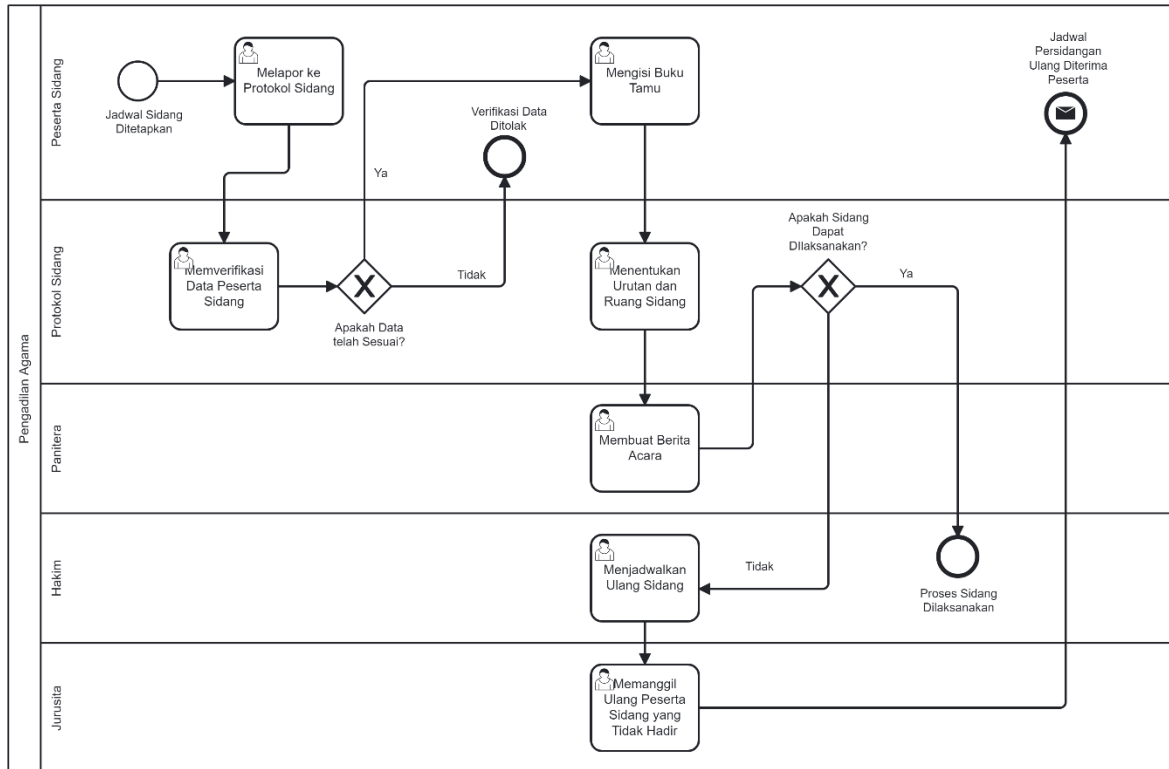 Pengadilan Agama
Peserta Sidang
Jadwal Sidang
Ditetapkan
Melapor ke
Protokol Sidang
Ya
Verifikasi Data
Ditolak
Mengisi Buku
Tamu
Jadwal
Persidangan
Ulang Diterima
Peserta
Protokol Sidang
Memverifikasi
Data Peserta
Sidang
Apakah Data
telah Sesuai?
Tidak
Menentukan
Urutan dan
Ruang Sidang
Apakah Sidang
Dapat
DIlaksanakan?
Ya
Panitera
Membuat Berita
Acara
Hakim
Menjadwalkan
Ulang Sidang
Tidak
Proses Sidang
Dilaksanakan
Jurusita
Memanggil
Ulang Peserta
Sidang yang
Tidak Hadir